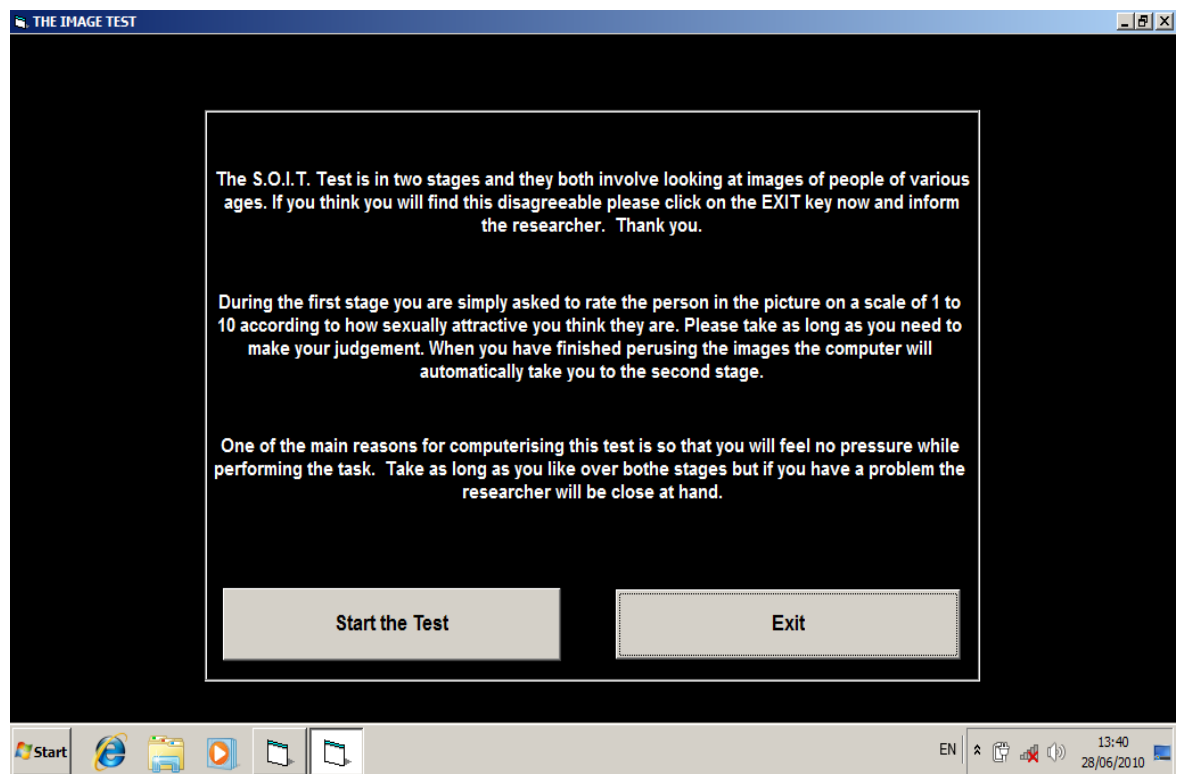 THE IMAGE TEST
The S.O.I.T. Test is in two stages and they both involve looking at images of people of various
ages. If you think you will find this disagreeable please click on the EXIT key now and inform
the researcher. Thank you.
During the first stage you are simply asked to rate the person in the picture on a scale of 1 to
10 according to how sexually attractive you think they are. Please take as long as you need to
make your judgement. When you have finished perusing the images the computer will
automatically take you to the second stage.
One of the main reasons for computerising this test is so that you will feel no pressure while
performing the task. Take as long as you like over bothe stages but if you have a problem the
researcher will be close at hand.
Start the Test
Exit
Start
EN
13:40
28/06/2010